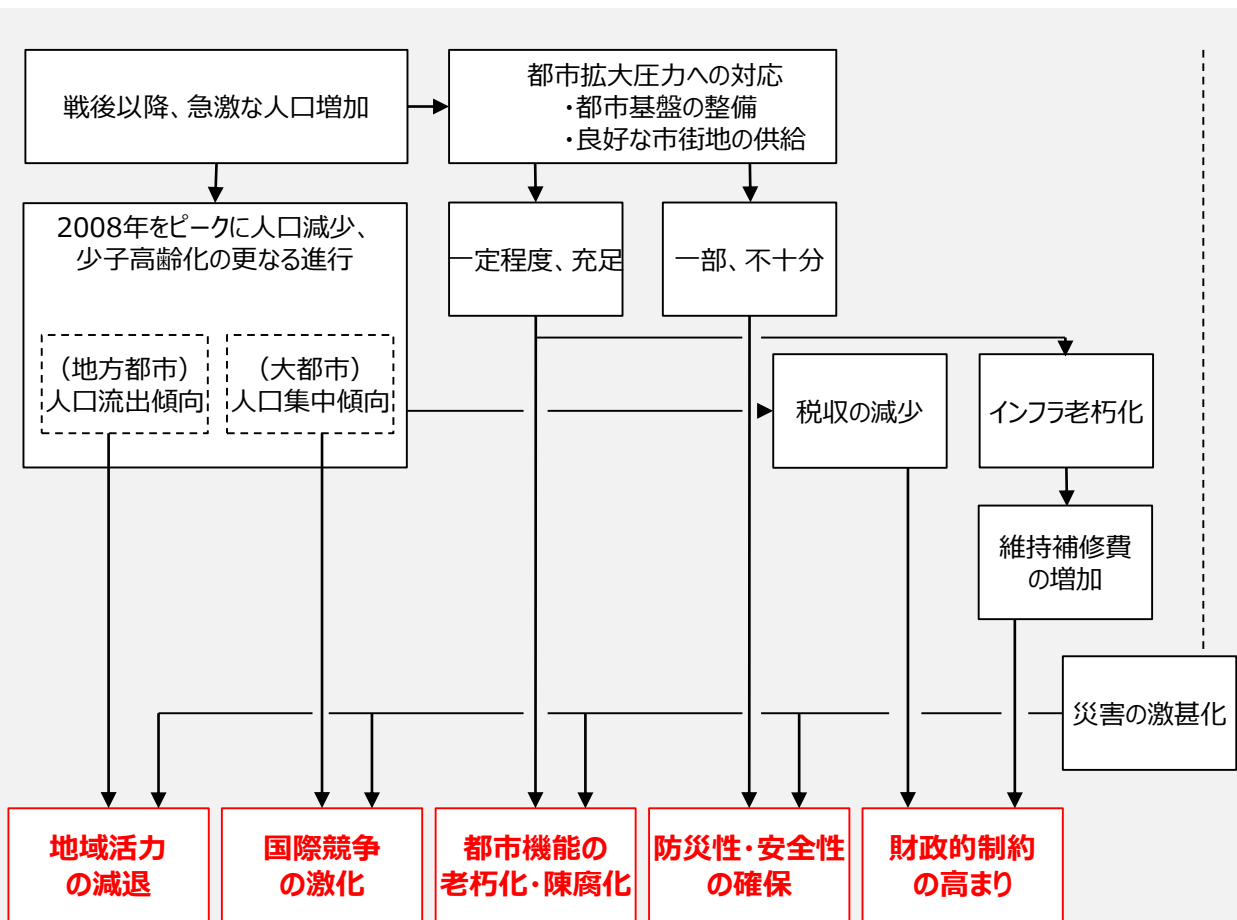 戦後以降、急激な人口増加
都市拡大圧力への対応
・都市基盤の整備
・良好な市街地の供給
2008年をピークに人口減少、
少子高齢化の更なる進行
一定程度、充足
一部、不十分
（地方都市）
人口流出傾向
（大都市）
人口集中傾向
税収の減少
インフラ老朽化
維持補修費
の増加
災害の激甚化
地域活力
の減退
国際競争
の激化
都市機能の
老朽化・陳腐化
防災性・安全性
の確保
財政的制約
の高まり